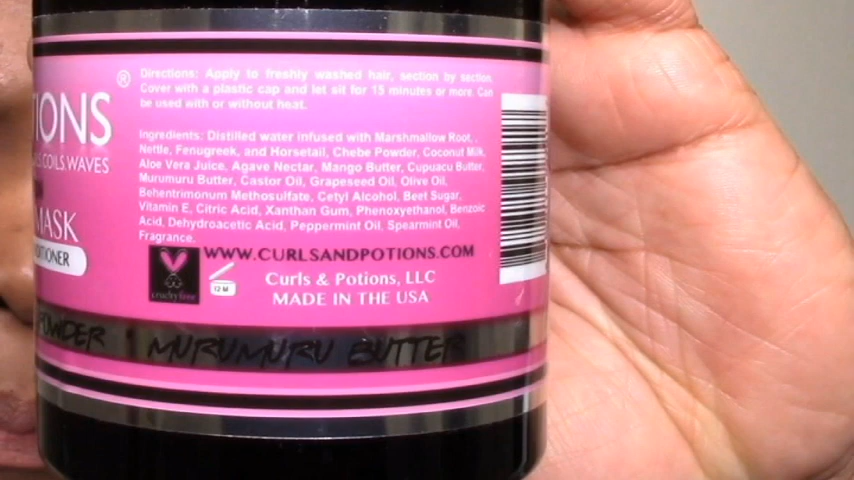 Directions: Apply to freshly washed hair, section by section.
Cover with a plastic cap and let sit for 15 minutes or more. Can
be used with or without heat.
Ingredients: Distilled water infused with Marshmallow Root, ,
Nettle, Fenugreek, and Horsetail, Chebe Powder, Coconut Milk,
Aloe Vera Juice, Agave Nectar, Mango Butter, Cupuacu Butter,
Murumuru Butter, Castor Oil, Grapeseed Oil, Olive Oil,
Behentrimonium Methosulfate, Cetyl Alcohol, Beet Sugar,
Vitamin E, Citric Acid, Xanthan Gum, Phenoxyethanol, Benzoic
Acid, Dehydroacetic Acid, Peppermint Oil, Spearmint Oil,
Fragrance.
®
TIONS
COILS.WAVES
MASK
DITIONER
WWW.CURLSANDPOTIONS.COM
crueltyfree
12 M
Curls & Potions, LLC
MADE IN THE USA
POWDER MURUMURU BUTTER